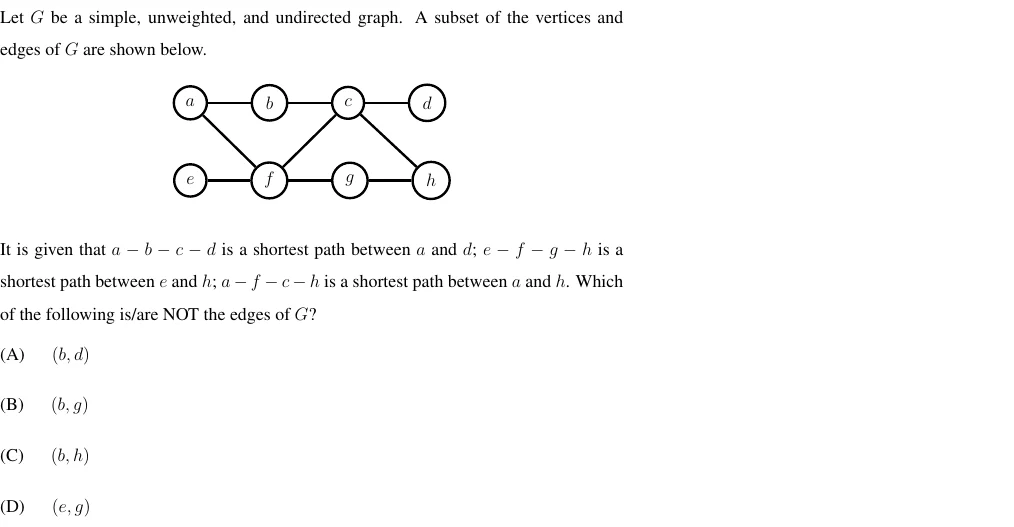 Let G be a simple, unweighted, and undirected graph. A subset of the vertices and
edges of G are shown below.
a b c d
e f g h
It is given that a − b − c − d is a shortest path between a and d; e − f − g − h is a
shortest path between e and h; a − f − c − h is a shortest path between a and h. Which
of the following is/are NOT the edges of G?
(A) (b, d)
(B) (b, g)
(C) (b, h)
(D) (e, g)